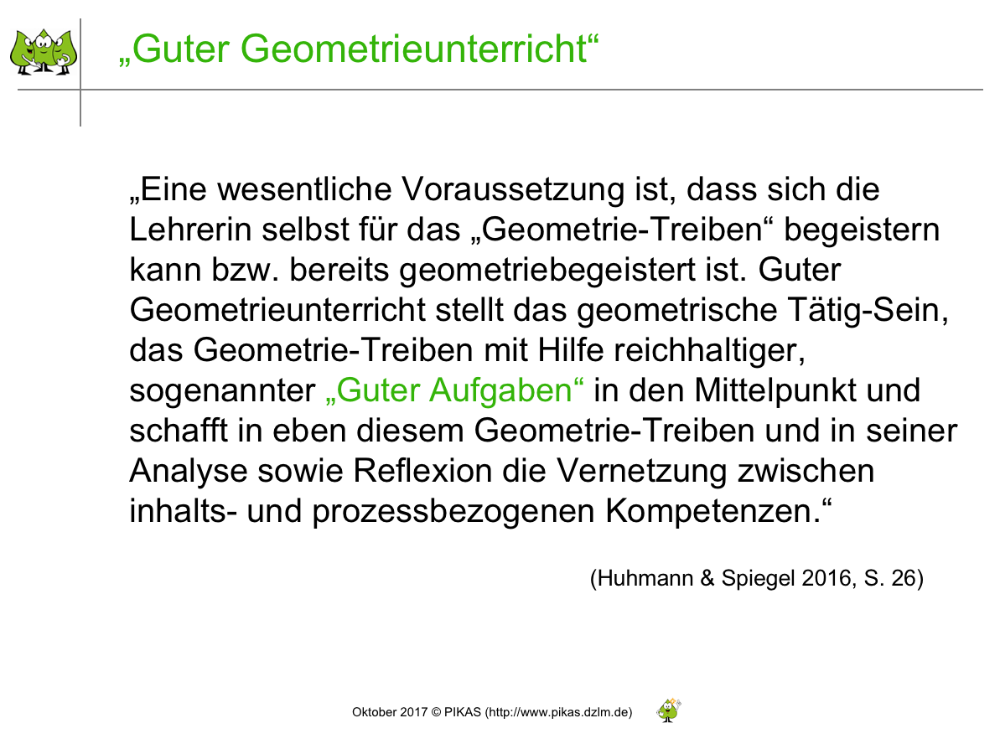 „Guter Geometrieunterricht“
„Eine wesentliche Voraussetzung ist, dass sich die
Lehrerin selbst für das „Geometrie-Treiben“ begeistern
kann bzw. bereits geometriebegeistert ist. Guter
Geometrieunterricht stellt das geometrische Tätig-Sein,
das Geometrie-Treiben mit Hilfe reichhaltiger,
sogenannter „Guter Aufgaben“ in den Mittelpunkt und
schafft in eben diesem Geometrie-Treiben und in seiner
Analyse sowie Reflexion die Vernetzung zwischen
inhalts- und prozessbezogenen Kompetenzen.“
(Huhmann & Spiegel 2016, S. 26)
Oktober 2017 © PIKAS (http://www.pikas.dzlm.de)